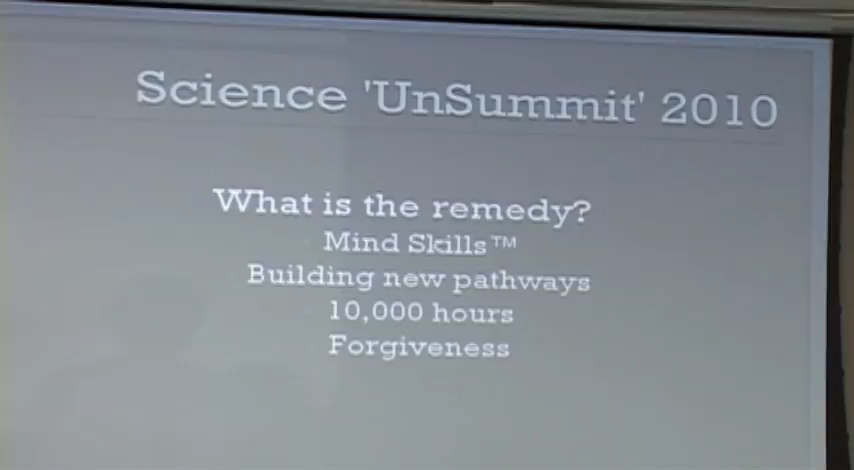 Science 'UnSummit' 2010
What is the remedy?
Mind Skills™
Building new pathways
10,000 hours
Forgiveness